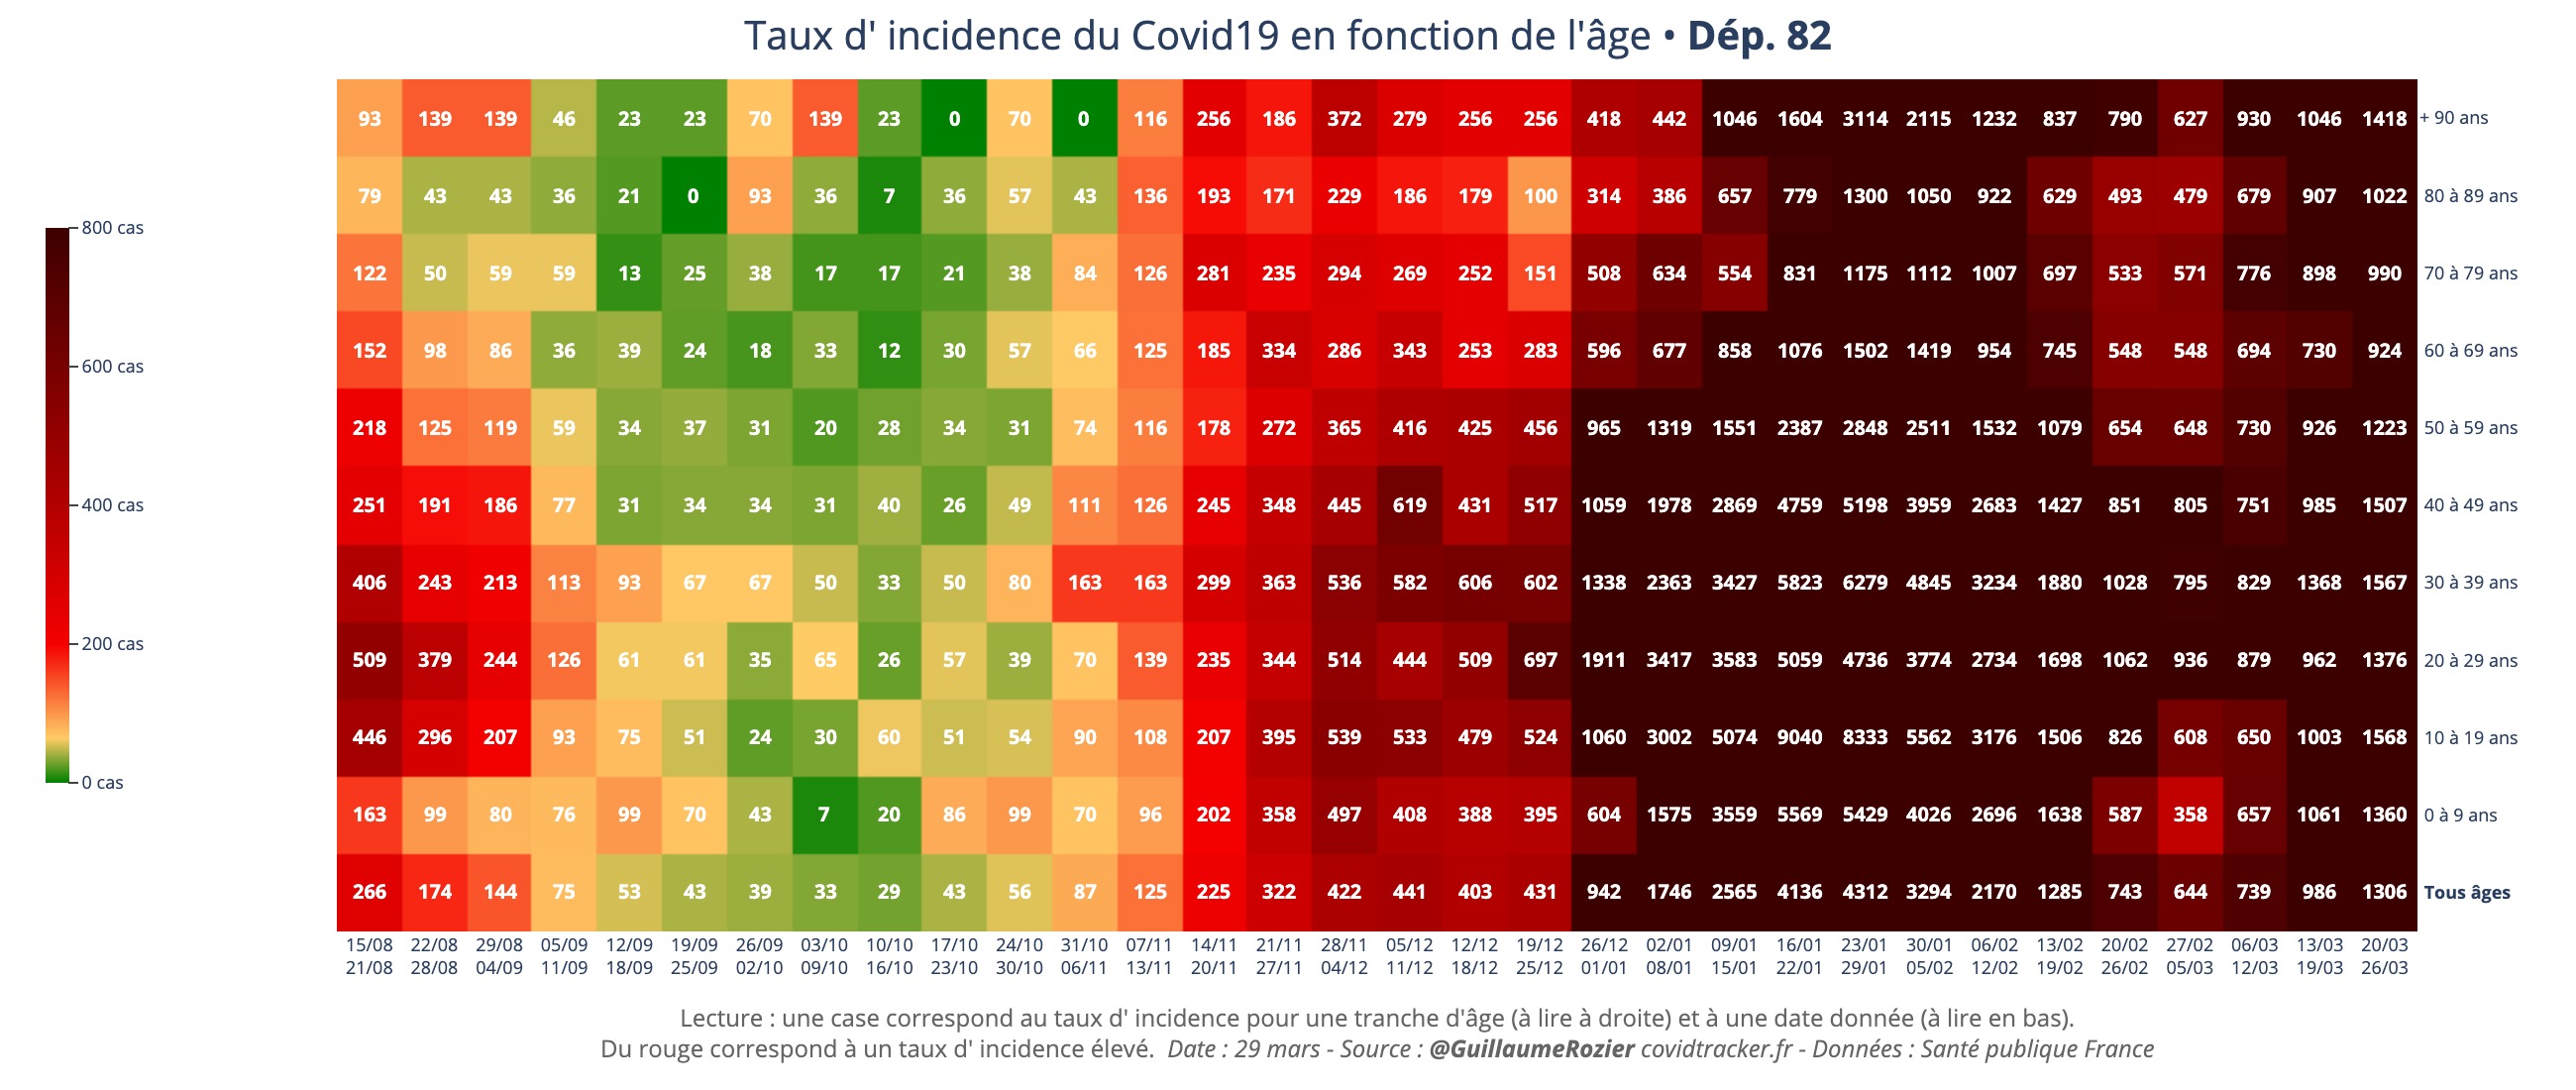 Taux d' incidence du Covid19 en fonction de l'âge • Dép. 82
93 139 139 46 23 23 70 139 23 0 70 0 116 256 186 372 279 256 256 418 442 1046 1604 3114 2115 1232 837 790 627 930 1046 1418 + 90 ans
79 43 43 36 21 0 93 36 7 36 57 43 136 193 171 229 186 179 100 314 386 657 779 1300 1050 922 629 493 479 679 907 1022 80 à 89 ans
800 cas
122 50 59 59 13 25 38 17 17 21 38 84 126 281 235 294 269 252 151 508 634 554 831 1175 1112 1007 697 533 571 776 898 990 70 à 79 ans
152 98 86 36 39 24 18 33 12 30 57 66 125 185 334 286 343 253 283 596 677 858 1076 1502 1419 954 745 548 548 694 730 924 60 à 69 ans
600 cas
218 125 119 59 34 37 31 20 28 34 31 74 116 178 272 365 416 425 456 965 1319 1551 2387 2848 2511 1532 1079 654 648 730 926 1223 50 à 59 ans
400 cas
251 191 186 77 31 34 34 31 40 26 49 111 126 245 348 445 619 431 517 1059 1978 2869 4759 5198 3959 2683 1427 851 805 751 985 1507 40 à 49 ans
406 243 213 113 93 67 67 50 33 50 80 163 163 299 363 536 582 606 602 1338 2363 3427 5823 6279 4845 3234 1880 1028 795 829 1368 1567 30 à 39 ans
200 cas
509 379 244 126 61 61 35 65 26 57 39 70 139 235 344 514 444 509 697 1911 3417 3583 5059 4736 3774 2734 1698 1062 936 879 962 1376 20 à 29 ans
446 296 207 93 75 51 24 30 60 51 54 90 108 207 395 539 533 479 524 1060 3002 5074 9040 8333 5562 3176 1506 826 608 650 1003 1568 10 à 19 ans
0 cas
163 99 80 76 99 70 43 7 20 86 99 70 96 202 358 497 408 388 395 604 1575 3559 5569 5429 4026 2696 1638 587 358 657 1061 1360 0 à 9 ans
266 174 144 75 53 43 39 33 29 43 56 87 125 225 322 422 441 403 431 942 1746 2565 4136 4312 3294 2170 1285 743 644 739 986 1306 Tous âges
15/08 22/08 29/08 05/09 12/09 19/09 26/09 03/10 10/10 17/10 24/10 31/10 07/11 14/11 21/11 28/11 05/12 12/12 19/12 26/12 02/01 09/01 16/01 23/01 30/01 06/02 13/02 20/02 27/02 06/03 13/03 20/03
21/08 28/08 04/09 11/09 18/09 25/09 02/10 09/10 16/10 23/10 30/10 06/11 13/11 20/11 27/11 04/12 11/12 18/12 25/12 01/01 08/01 15/01 22/01 29/01 05/02 12/02 19/02 26/02 05/03 12/03 19/03 26/03
Lecture : une case correspond au taux d' incidence pour une tranche d'âge (à lire à droite) et à une date donnée (à lire en bas).
Du rouge correspond à un taux d' incidence élevé. Date : 29 mars - Source : @GuillaumeRozier covidtracker.fr - Données : Santé publique France